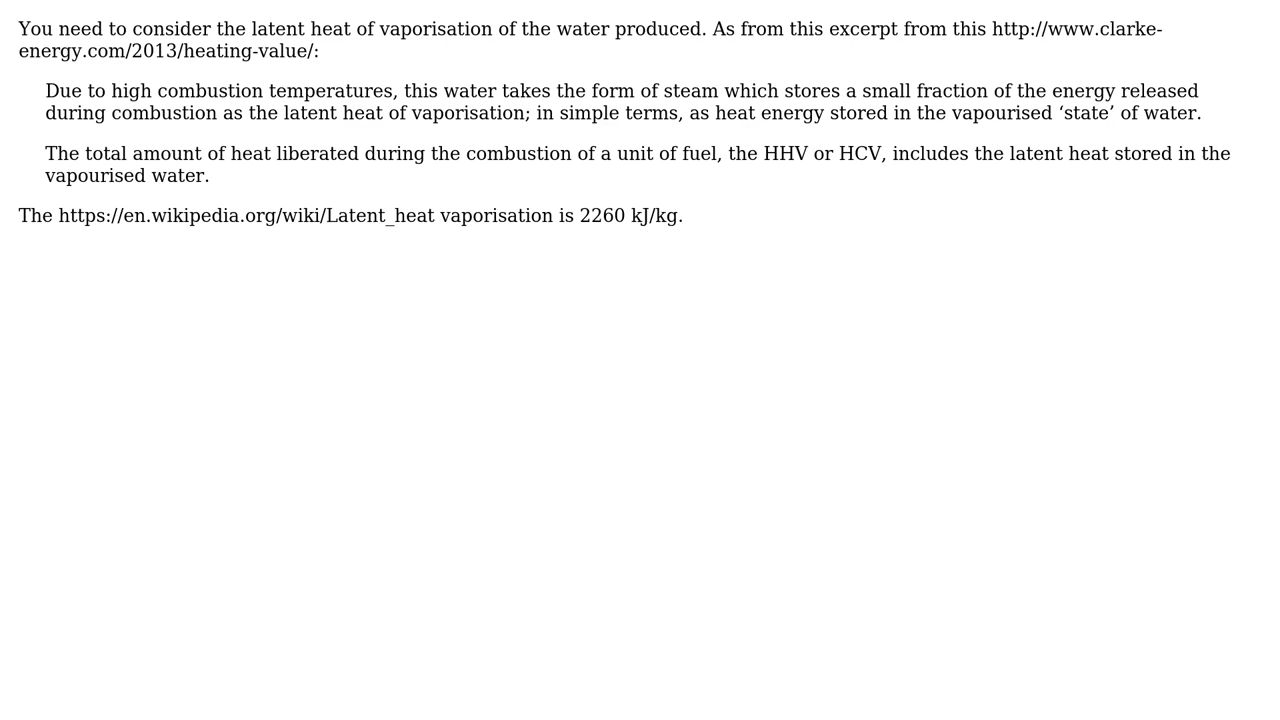 You need to consider the latent heat of vaporisation of the water produced. As from this excerpt from this http://www.clarke-
energy.com/2013/heating-value/:
Due to high combustion temperatures, this water takes the form of steam which stores a small fraction of the energy released
during combustion as the latent heat of vaporisation; in simple terms, as heat energy stored in the vapourised ‘state’ of water.
The total amount of heat liberated during the combustion of a unit of fuel, the HHV or HCV, includes the latent heat stored in the
vapourised water.
The https://en.wikipedia.org/wiki/Latent_heat vaporisation is 2260 kJ/kg.